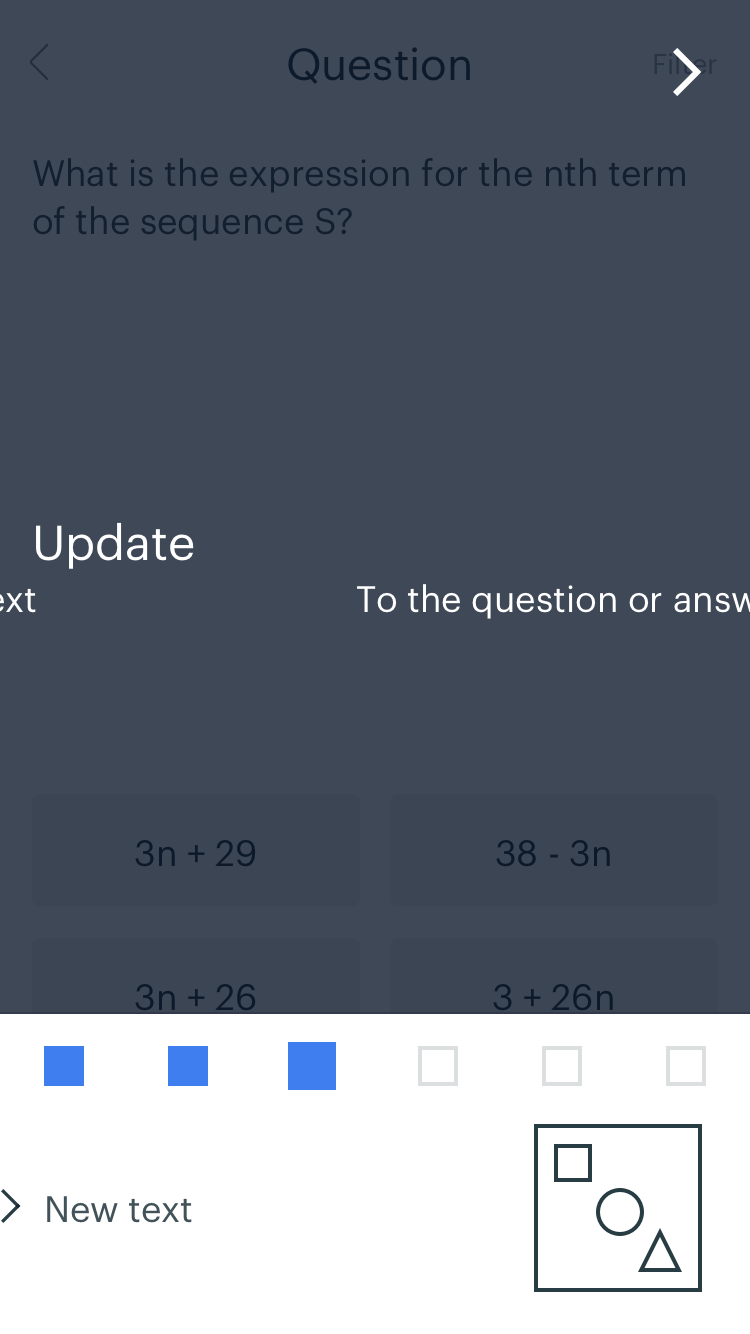 Question
Filter
What is the expression for the nth term
of the sequence S?
Update
ext
To the question or answ
3n + 29
38 - 3n
3n + 26
3 + 26n
New text